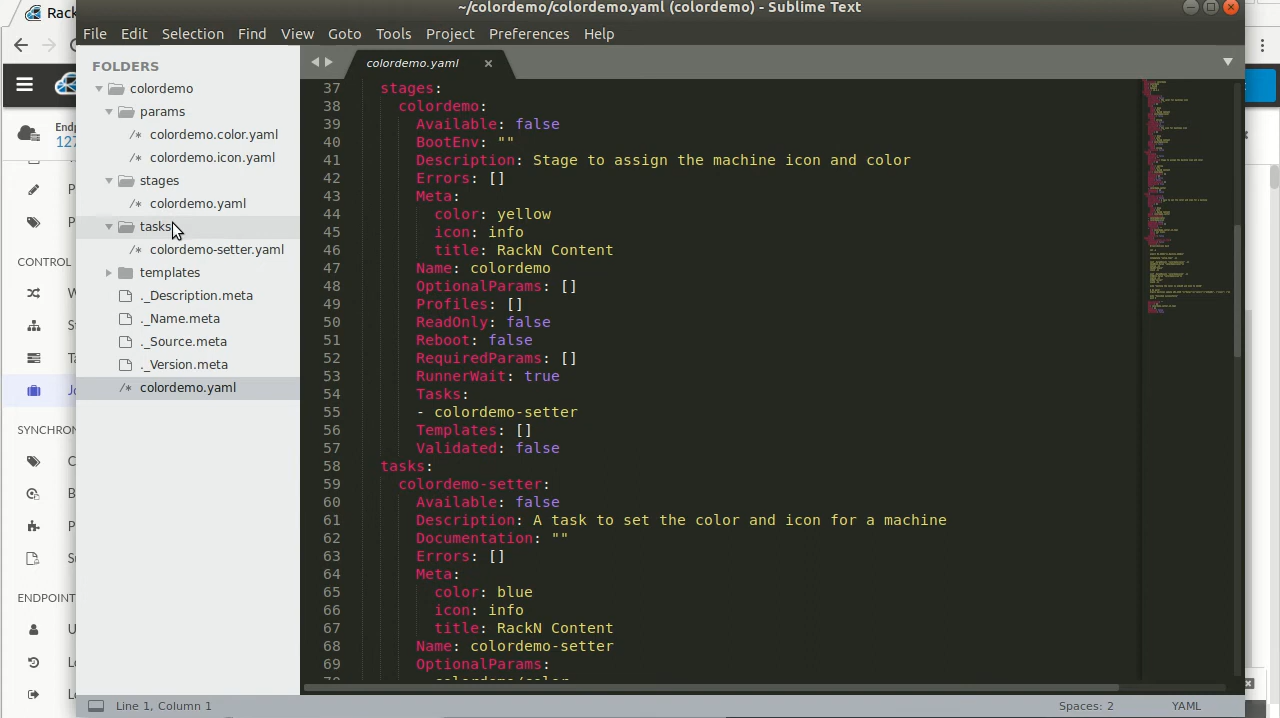 Rack
~/colordemo/colordemo.yaml (colordemo) - Sublime Text
File Edit Selection Find View Goto Tools Project Preferences Help
FOLDERS
colordemo
params
/* colordemo.color.yaml
/* colordemo.icon.yaml
stages
/* colordemo.yaml
tasks
/* colordemo-setter.yaml
templates
._Description.meta
._Name.meta
._Source.meta
._Version.meta
/* colordemo.yaml
Endp
127
CONTROL
SYNCHRON
ENDPOINT
colordemo.yaml
37 stages:
38 colordemo:
39 Available: false
40 BootEnv: ""
41 Description: Stage to assign the machine icon and color
42 Errors: []
43 Meta:
44 color: yellow
45 icon: info
46 title: RackN Content
47 Name: colordemo
48 OptionalParams: []
49 Profiles: []
50 ReadOnly: false
51 Reboot: false
52 RequiredParams: []
53 RunnerWait: true
54 Tasks:
55 - colordemo-setter
56 Templates: []
57 Validated: false
58 tasks:
59 colordemo-setter:
60 Available: false
61 Description: A task to set the color and icon for a machine
62 Documentation: ""
63 Errors: []
64 Meta:
65 color: blue
66 icon: info
67 title: RackN Content
68 Name: colordemo-setter
69 OptionalParams:
Line 1, Column 1
Spaces: 2
YAML